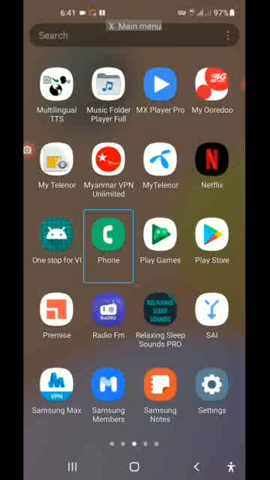 6:41
97%
X Main menu
Search
Multilingual TTS
Music Folder Player Full
MX Player Pro
My Ooredoo
My Telenor
Myanmar VPN Unlimited
MyTelenor
Netflix
One stop for VI
Phone
Play Games
Play Store
Premise
RADIO
Radio Fm
RELAXING SLEEP SOUNDS
Relaxing Sleep Sounds PRO
SAI
VPN
Samsung Max
Samsung Members
Samsung Notes
Settings